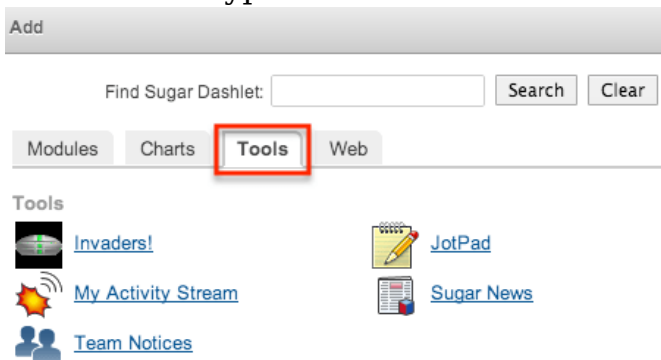 Add
Find Sugar Dashlet: Search Clear
Modules Charts Tools Web
Tools
Invaders! JotPad
My Activity Stream Sugar News
Team Notices